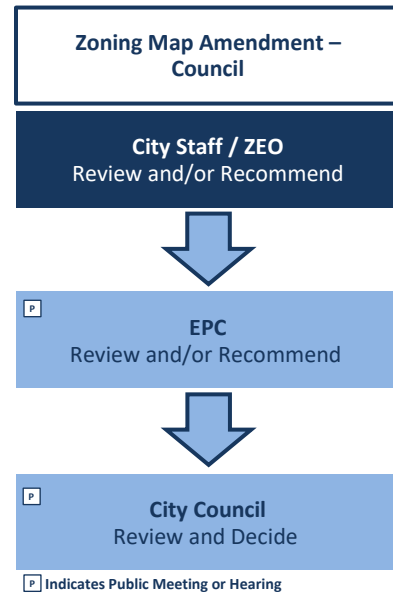 Zoning Map Amendment –
Council
City Staff / ZEO
Review and/or Recommend
P
EPC
Review and/or Recommend
P
City Council
Review and Decide
P Indicates Public Meeting or Hearing